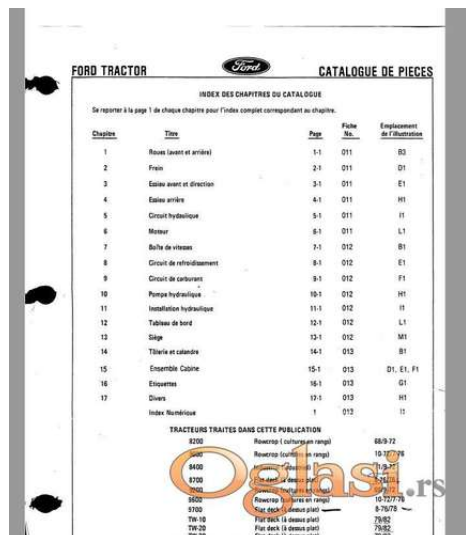 FORD TRACTOR Ford CATALOGUE DE PIECES
INDEX DES CHAPITRES DU CATALOGUE
Se reporter à la page 1 de chaque chapitre pour l'index complet correspondant au chapitre.
Chapitre Titre Page Fiche No. Emplacement de l'illustration
1 Roues (avant et arrière) 1-1 011 B3
2 Frein 2-1 011 D1
3 Essieu avant et direction 3-1 011 E1
4 Essieu arrière 4-1 011 H1
5 Circuit hydaulique 5-1 011 I1
6 Moteur 6-1 011 L1
7 Boîte de vitesses 7-1 012 B1
8 Circuit de refroidissement 8-1 012 E1
9 Circuit de carburant 9-1 012 F1
10 Pompe hydraulique 10-1 012 H1
11 Installation hydraulique 11-1 012 I1
12 Tableau de bord 12-1 012 L1
13 Siège 13-1 012 M1
14 Tôlerie et calandre 14-1 013 B1
15 Ensemble Cabine 15-1 013 D1, E1, F1
16 Etiquettes 16-1 013 G1
17 Divers 17-1 013 H1
Index Numérique 1 013 I1
TRACTEURS TRAITES DANS CETTE PUBLICATION
8200 Rowcrop ( cultures en rangs) 68/9-72
Rowcrop (cultures en rangs)
8400
8700 Flat deck (à dessus plat)
Oglasi.rs
9600 Rowcrop (cultures en rangs) 10-72/7-76
9700 Flat deck (à dessus plat) 8-76/78
TW-10 Flat deck (à dessus plat) 79/82
TW-20 Flat deck (à dessus plat) 79/82